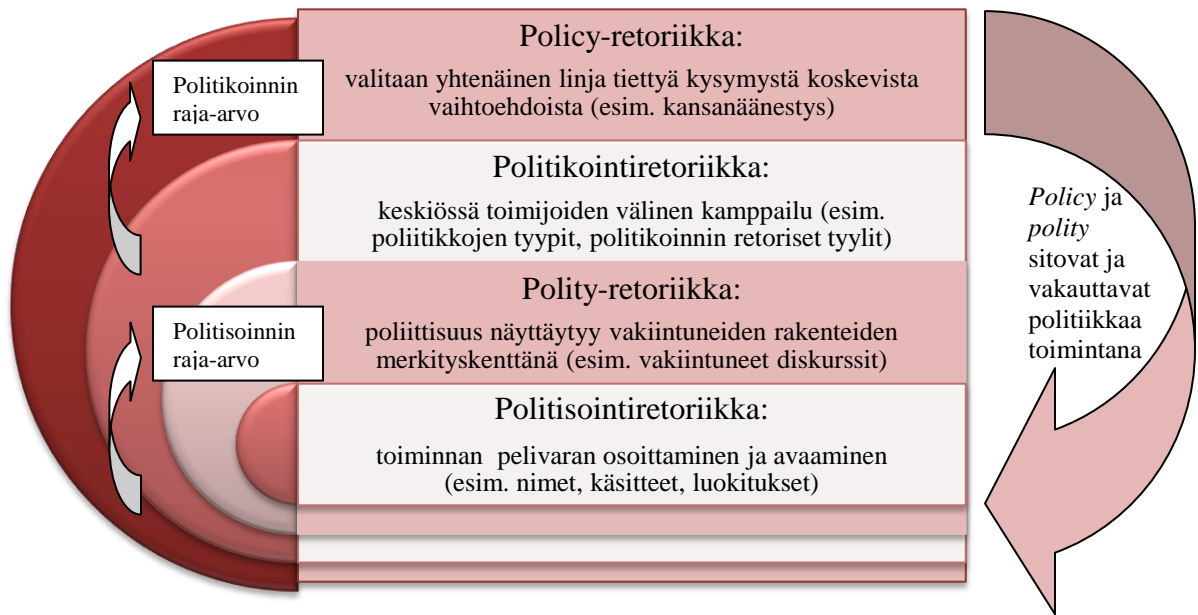 Policy-retoriikka:
valitaan yhtenäinen linja tiettyä kysymystä koskevista
vaihtoehdoista (esim. kansanäänestys)
Politikoinnin
raja-arvo
Politikointiretoriikka:
keskiössä toimijoiden välinen kamppailu (esim.
poliitikkojen tyypit, politikoinnin retoriset tyylit)
Polity-retoriikka:
poliittisuus näyttäytyy vakiintuneiden rakenteiden
merkityskenttänä (esim. vakiintuneet diskurssit)
Politisoinnin
raja-arvo
Politisointiretoriikka:
toiminnan pelivaran osoittaminen ja avaaminen
(esim. nimet, käsitteet, luokitukset)
Policy ja
polity
sitovat ja
vakauttavat
politiikkaa
toimintana